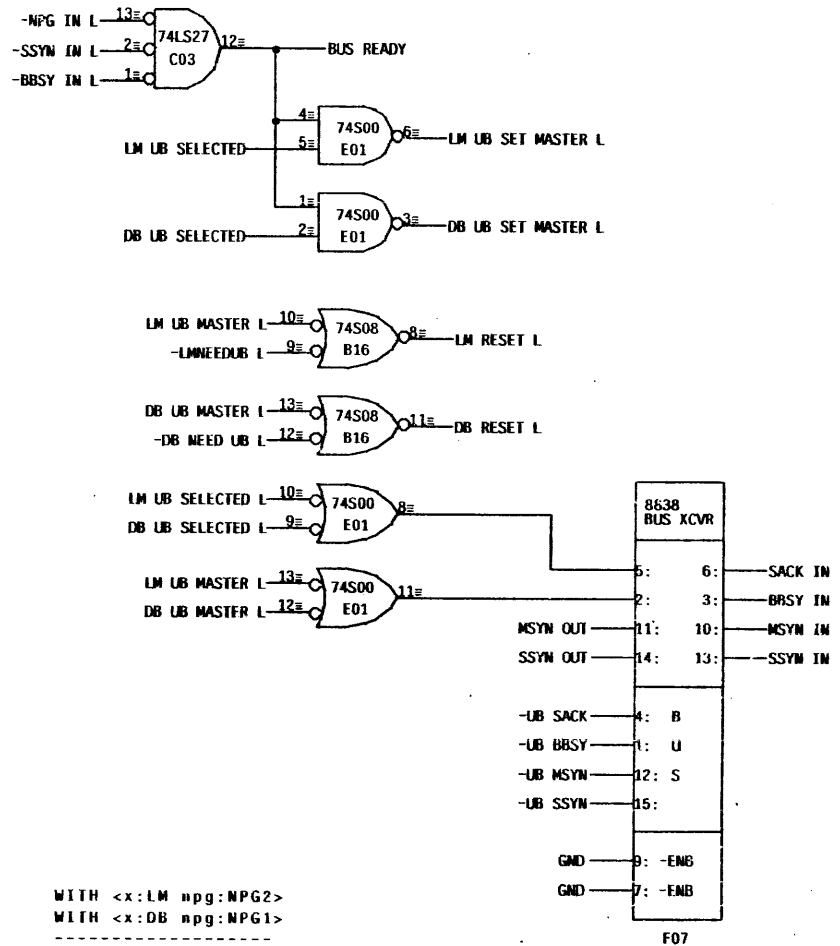 -NPG IN L 13
-SSYN IN L 2
-BBSY IN L 1
74LS27
C03
12
BUS READY
4
LM UB SELECTED 5
74S00
E01
6 LM UB SET MASTER L
1
DB UB SELECTED 2
74S00
E01
3 DB UB SET MASTER L
LM UB MASTER L 10
-LMNEEDUB L 9
74S08
B16
8 LM RESET L
DB UB MASTER L 13
-DB NEED UB L 12
74S08
B16
11 DB RESET L
LM UB SELECTED L 10
DB UB SELECTED L 9
74S00
E01
8
LM UB MASTER L 13
DB UB MASTER L 12
74S00
E01
11
8838
BUS XCVR
5: 6: SACK IN
2: 3: BBSY IN
MSYN OUT 11: 10: MSYN IN
SSYN OUT 14: 13: SSYN IN
-UB SACK 4: B
-UB BBSY 1: U
-UB MSYN 12: S
-UB SSYN 15:
GND 9: -ENB
GND 7: -ENB
F07
WITH <x:LM npg:NPG2>
WITH <x:DB npg:NPG1>
-------------------